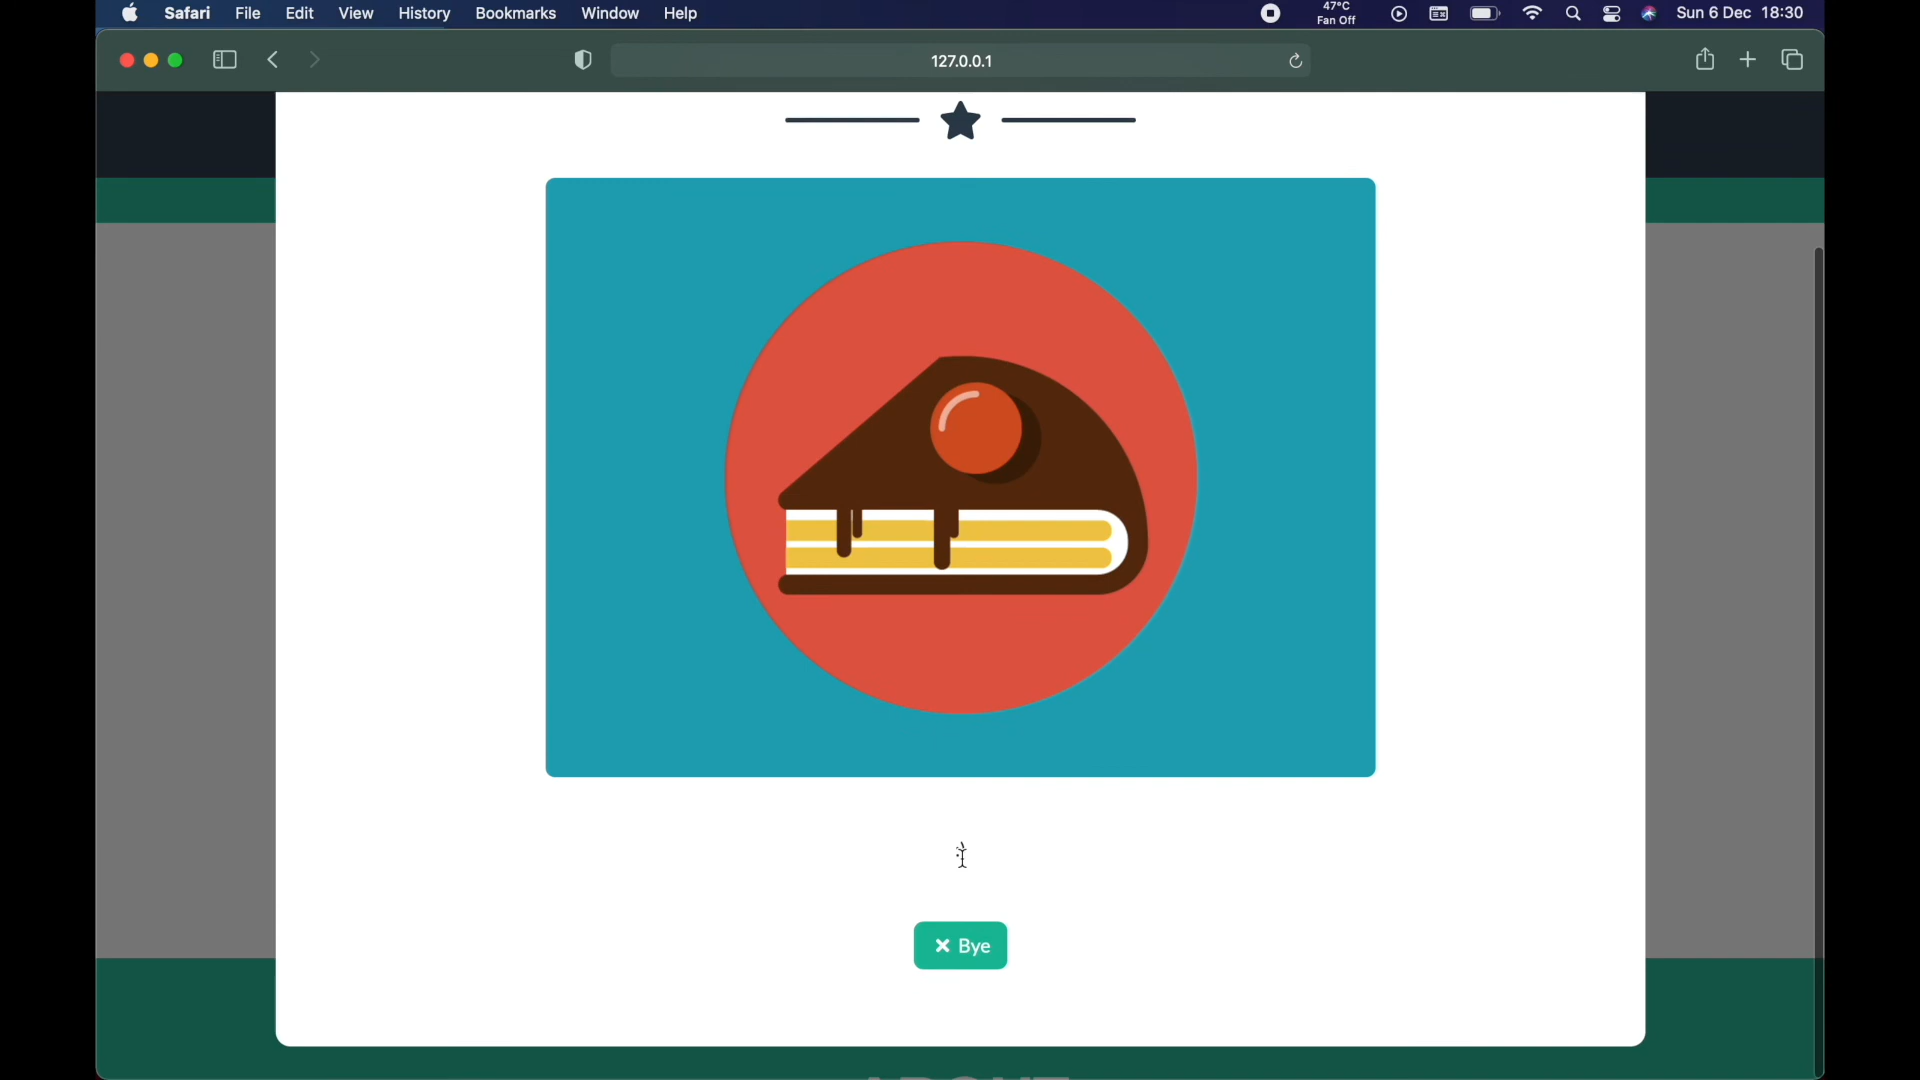 Safari File Edit View History Bookmarks Window Help 47°C Sun 6 Dec 18:30
Fan Off
127.0.0.1
Bye